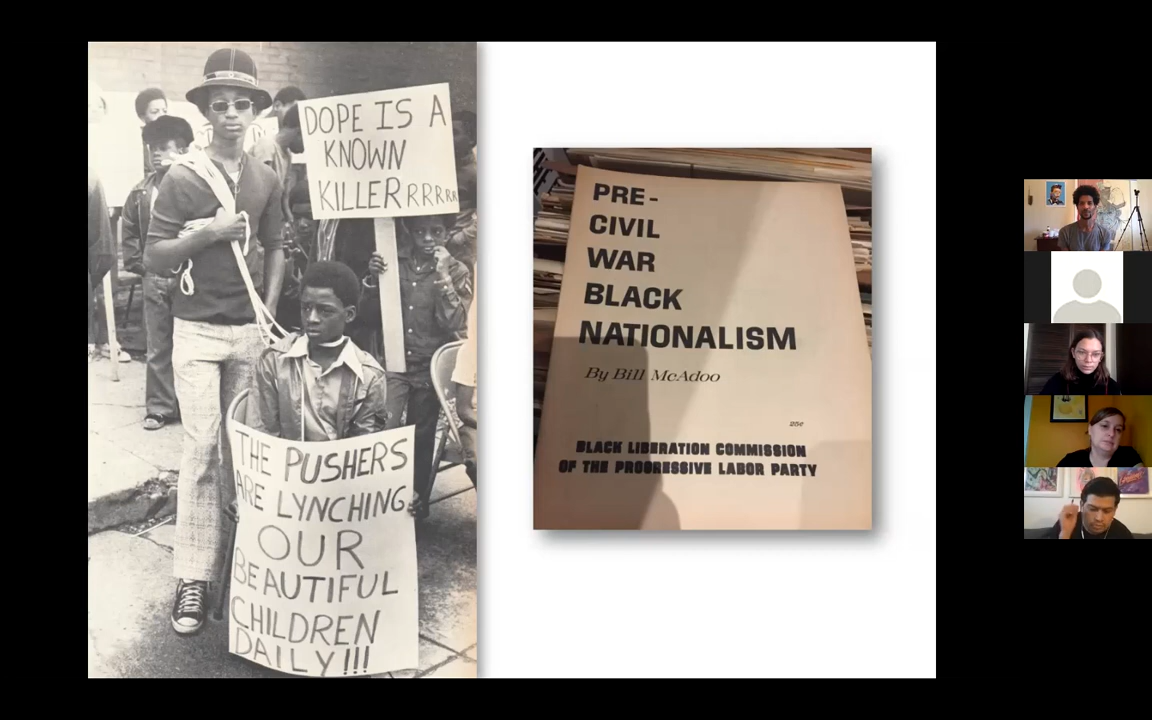 DOPE IS A
KNOWN
KILLERRRRRR
THE PUSHERS
ARE LYNCHING
OUR
BEAUTIFUL
CHILDREN
DAILY!!!
PRE-
CIVIL
WAR
BLACK
NATIONALISM
By Bill McAdoo
25¢
BLACK LIBERATION COMMISSION
OF THE PROGRESSIVE LABOR PARTY